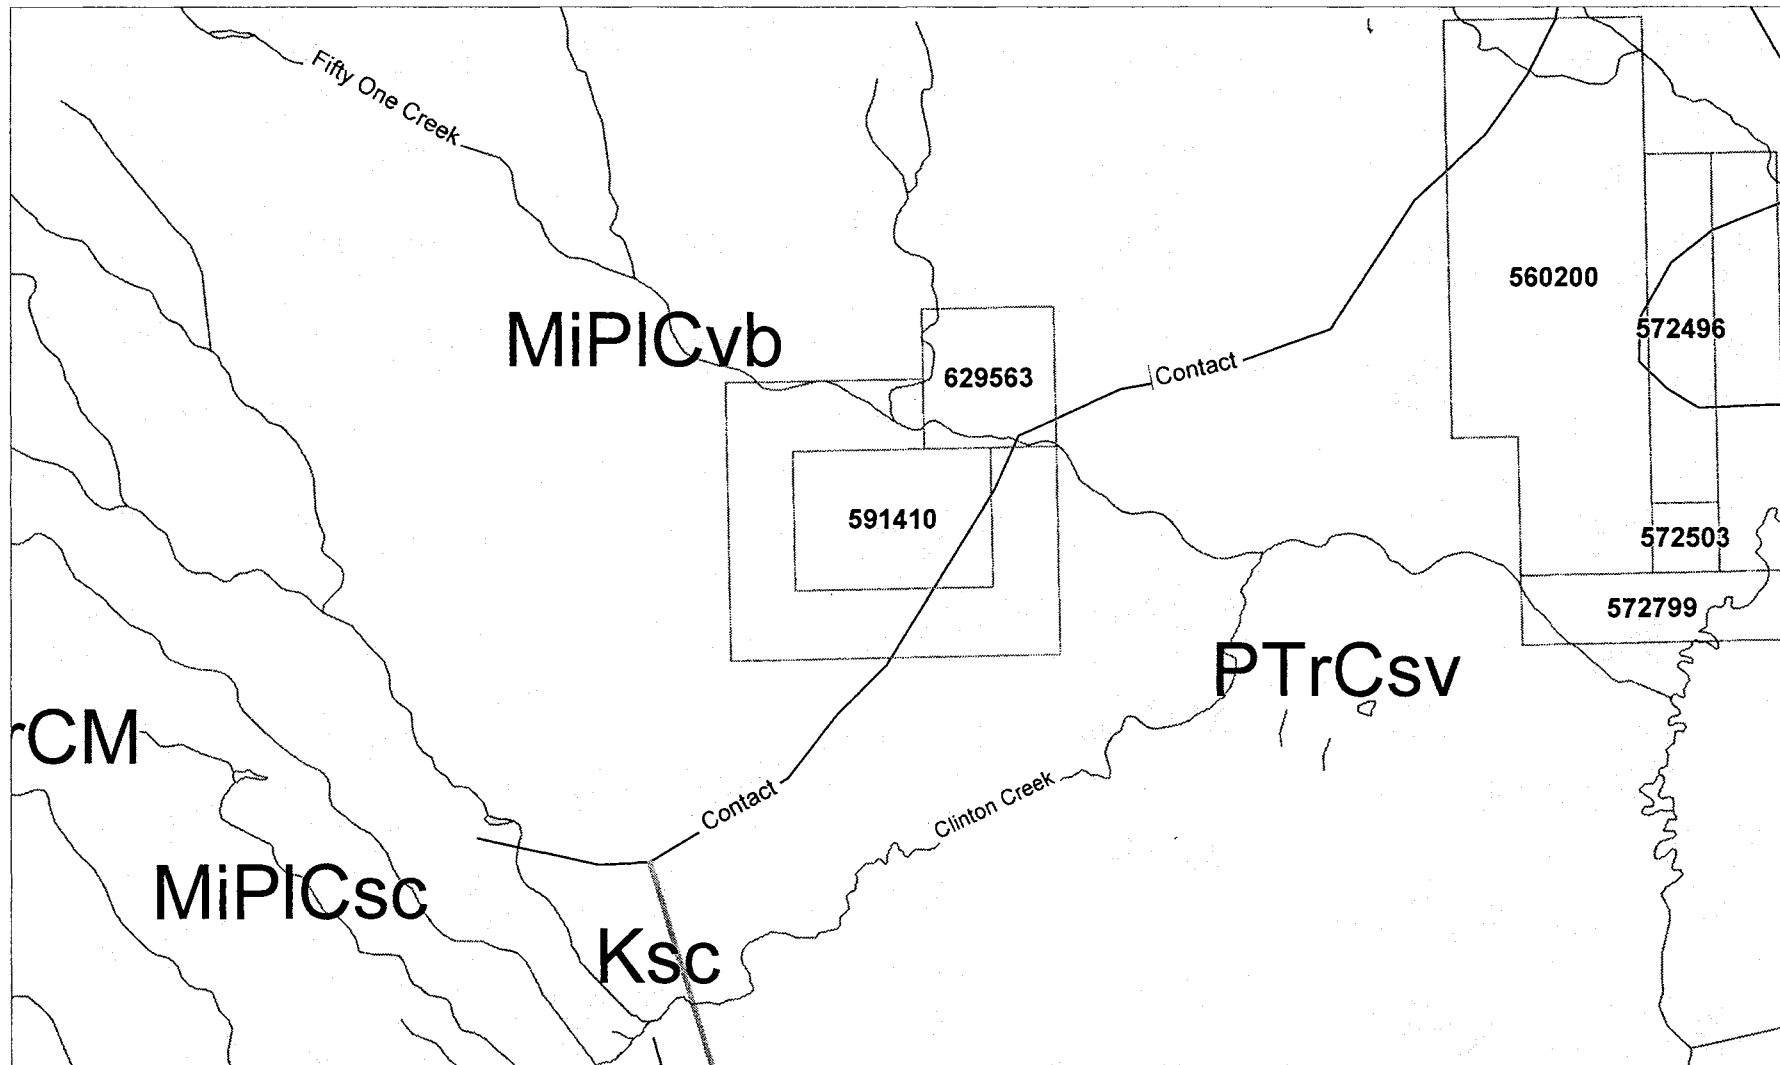 Fifty One Creek
560200
MiPlCvb
572496
629563
Contact
591410
572503
572799
PTrCsv
rCM
Contact
Clinton Creek
MiPlCsc
Ksc